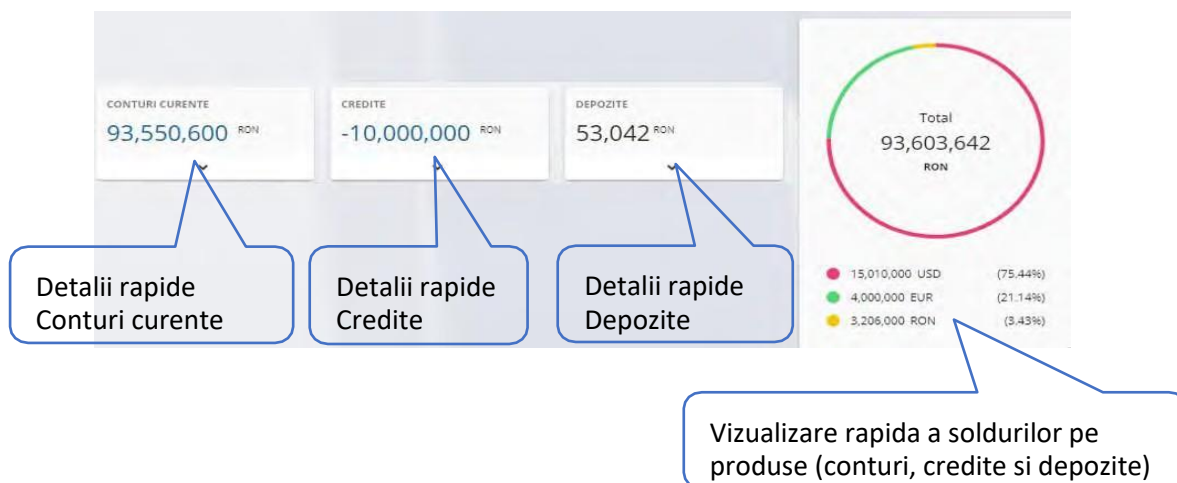 CONTURI CURENTE
93,550,600 RON
CREDITE
-10,000,000 RON
DEPOZITE
53,042 RON
Total
93,603,642
RON
15,010,000 USD (75.44%)
4,000,000 EUR (21.14%)
3,206,000 RON (3.43%)
Detalii rapide
Conturi curente
Detalii rapide
Credite
Detalii rapide
Depozite
Vizualizare rapida a soldurilor pe
produse (conturi, credite si depozite)